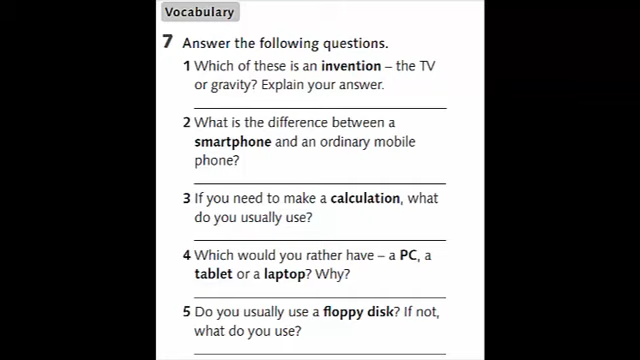 Vocabulary
7 Answer the following questions.
1 Which of these is an invention – the TV
or gravity? Explain your answer.
2 What is the difference between a
smartphone and an ordinary mobile
phone?
3 If you need to make a calculation, what
do you usually use?
4 Which would you rather have – a PC, a
tablet or a laptop? Why?
5 Do you usually use a floppy disk? If not,
what do you use?